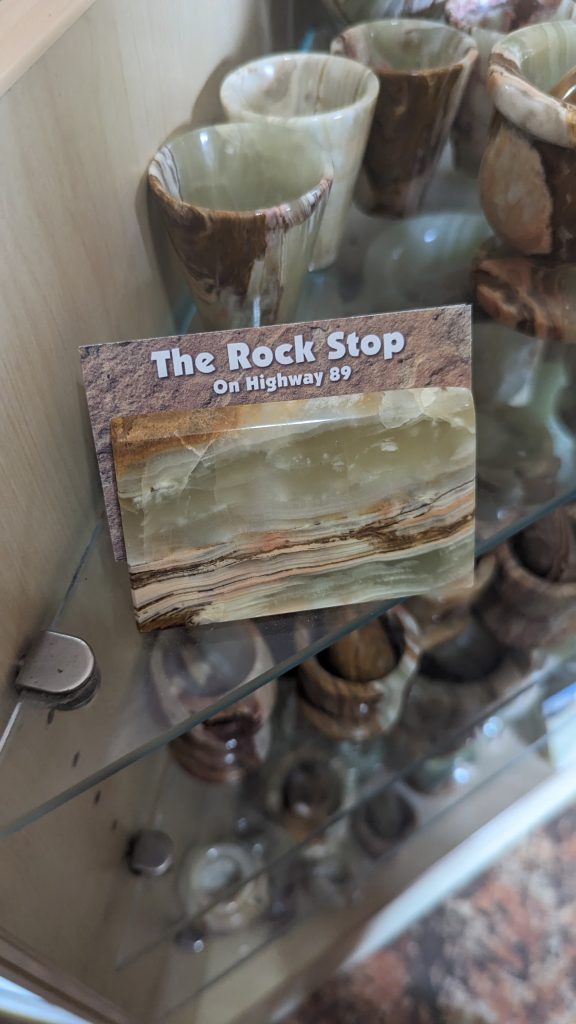 The Rock Stop
On Highway 89